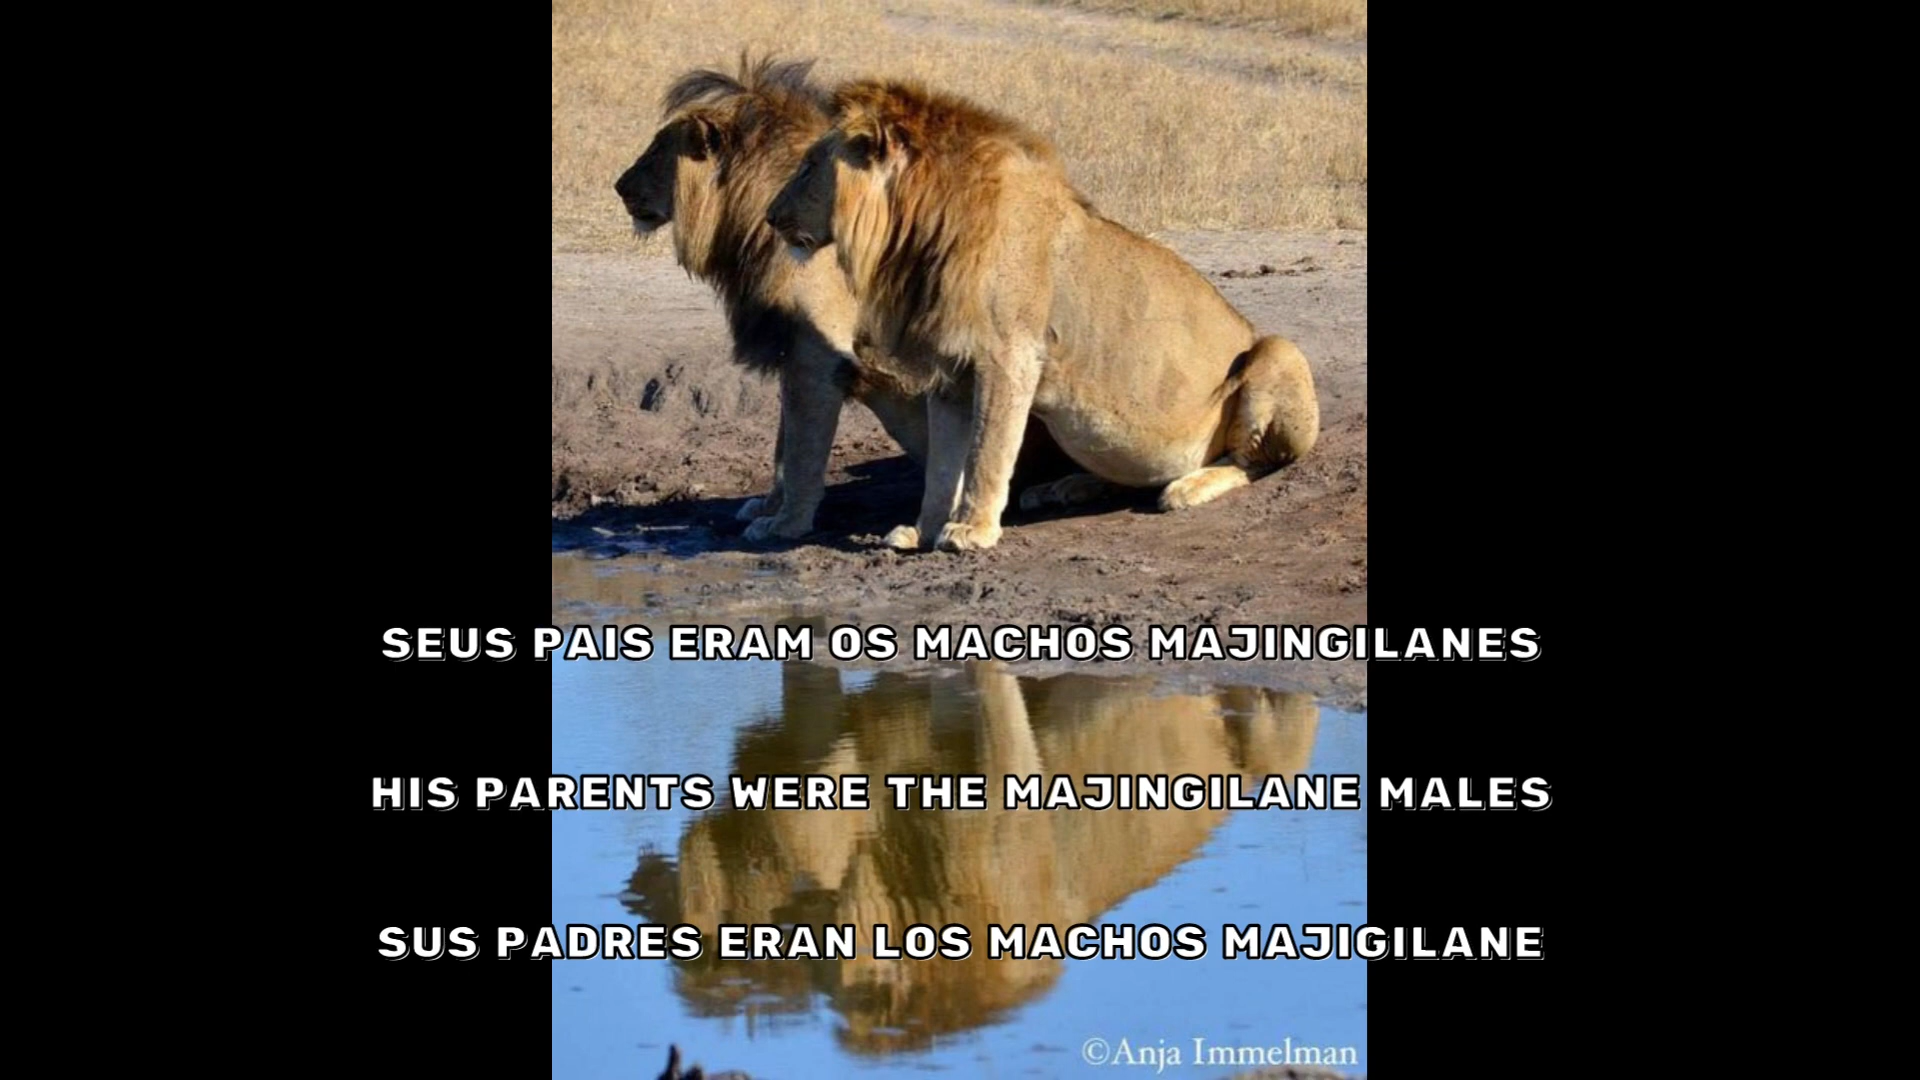 SEUS PAIS ERAM OS MACHOS MAJINGILANES
HIS PARENTS WERE THE MAJINGILANE MALES
SUS PADRES ERAN LOS MACHOS MAJIGILANE
©Anja Immelman